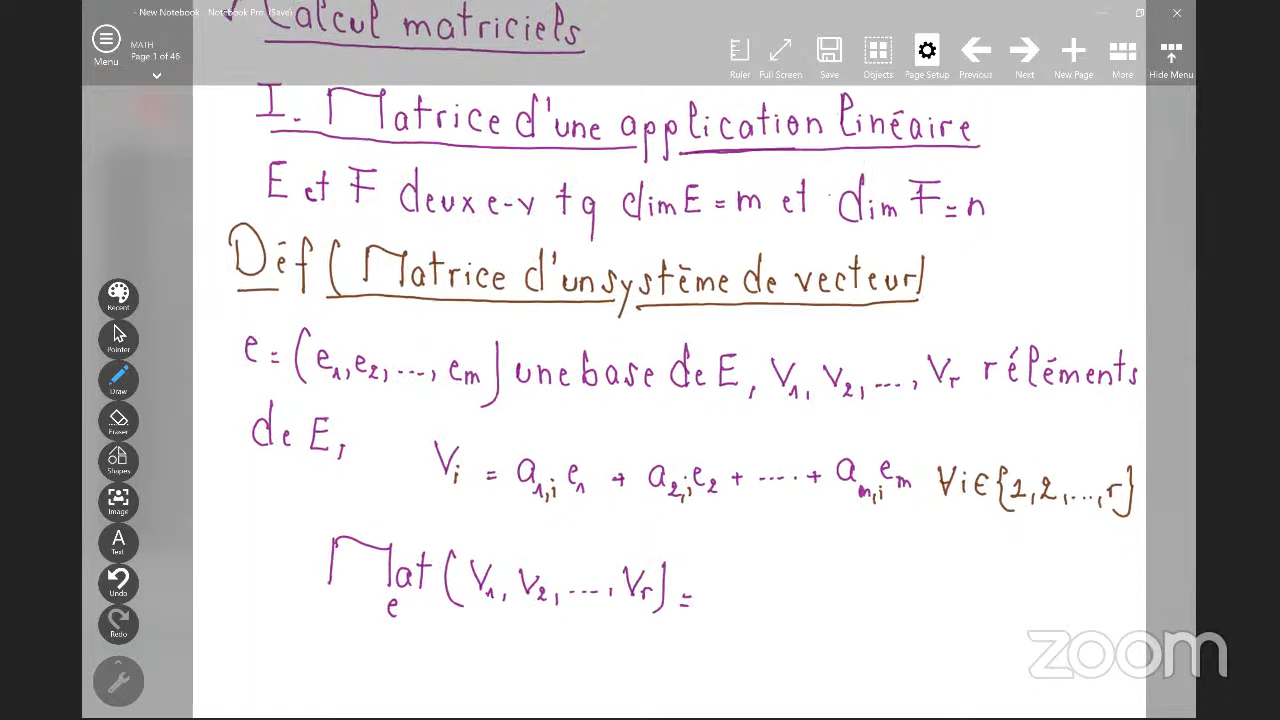 - New Notebook Notebook Pro (Save)
Menu
MATH
Page 1 of 46
Ruler Full Screen Save Objects Page Setup Previous Next New Page More Hide Menu
Calcul matriciels
I. Matrice d'une application linéaire
E et F deux e-v tq dim E = m et dim F = n
Déf (Matrice d'un système de vecteur)
e = (e₁, e₂, ..., eₘ) une base de E, V₁, V₂, ..., Vᵣ r éléments
de E,
Vᵢ = a₁,ᵢ e₁ + a₂,ᵢ e₂ + ..... + aₘ,ᵢ eₘ ∀i∈{1,2,...,r}
Mat (V₁, V₂, ...., Vᵣ) =
e
Recent
Pointer
Draw
Eraser
Shapes
Image
Text
Undo
Redo
zoom